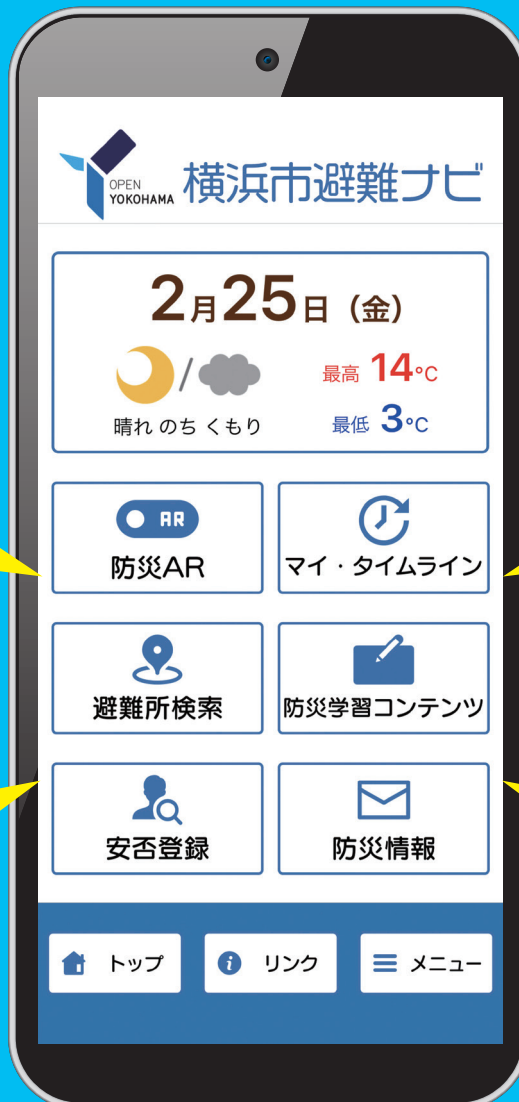 OPEN
YOKOHAMA
横浜市避難ナビ
2月25日（金）
最高 14℃
晴れ のち くもり
最低 3℃
AR
防災AR
マイ・タイムライン
避難所検索
防災学習コンテンツ
安否登録
防災情報
トップ
リンク
メニュー